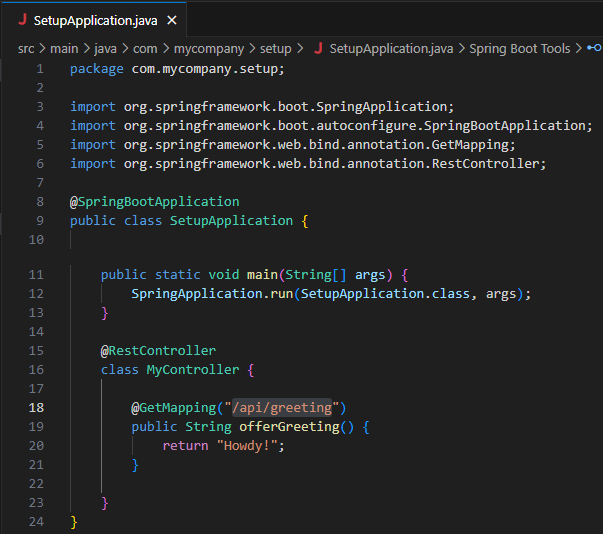 J SetupApplication.java ×
src > main > java > com > mycompany > setup > J SetupApplication.java > Spring Boot Tools >
1 package com.mycompany.setup;
2
3 import org.springframework.boot.SpringApplication;
4 import org.springframework.boot.autoconfigure.SpringBootApplication;
5 import org.springframework.web.bind.annotation.GetMapping;
6 import org.springframework.web.bind.annotation.RestController;
7
8 @SpringBootApplication
9 public class SetupApplication {
10
11     public static void main(String[] args) {
12         SpringApplication.run(SetupApplication.class, args);
13     }
14
15     @RestController
16     class MyController {
17
18         @GetMapping("/api/greeting")
19         public String offerGreeting() {
20             return "Howdy!";
21         }
22
23     }
24 }